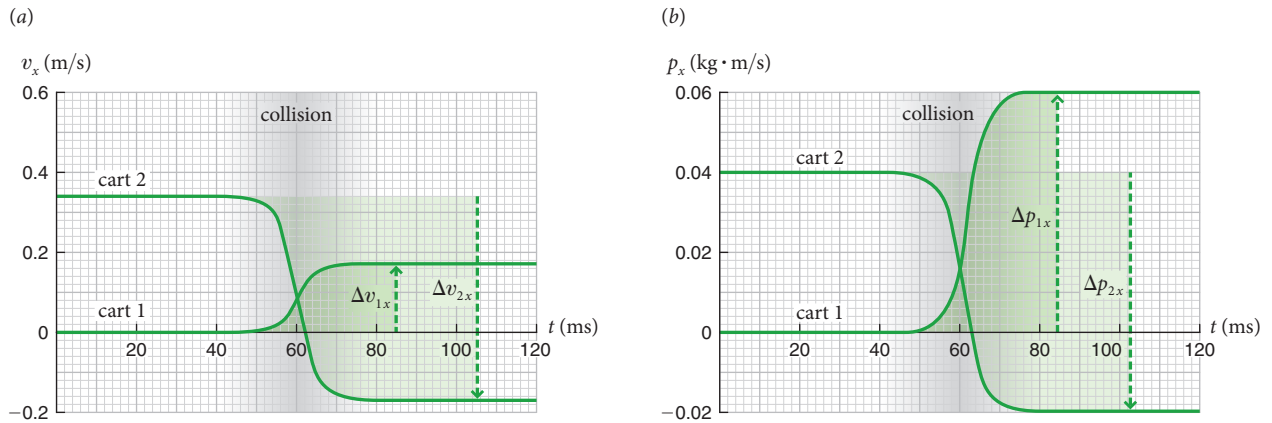 (a)
v_x (m/s)
0.6
collision
0.4
cart 2
0.2
Δv_1x
Δv_2x
cart 1
0
t (ms)
20
40
60
80
100
120
−0.2
(b)
p_x (kg · m/s)
0.06
collision
cart 2
0.04
Δp_1x
0.02
Δp_2x
cart 1
0
t (ms)
20
40
60
80
100
120
−0.02